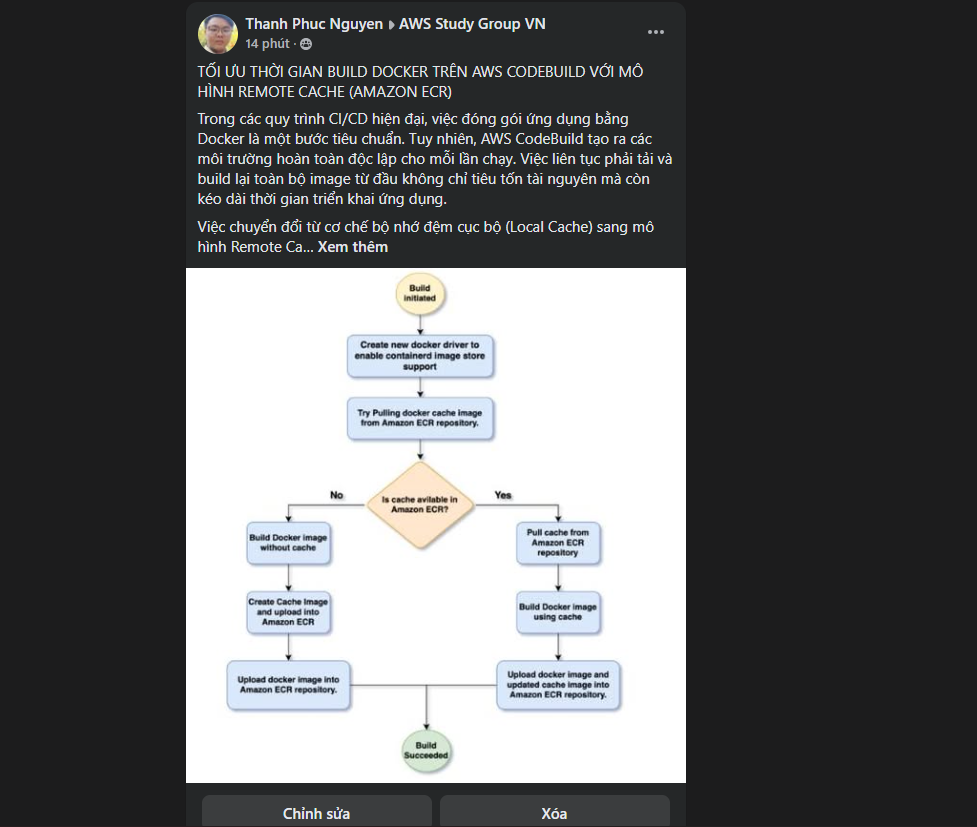 Thanh Phuc Nguyen ▸ AWS Study Group VN
14 phút ·
TỐI ƯU THỜI GIAN BUILD DOCKER TRÊN AWS CODEBUILD VỚI MÔ
HÌNH REMOTE CACHE (AMAZON ECR)
Trong các quy trình CI/CD hiện đại, việc đóng gói ứng dụng bằng
Docker là một bước tiêu chuẩn. Tuy nhiên, AWS CodeBuild tạo ra các
môi trường hoàn toàn độc lập cho mỗi lần chạy. Việc liên tục phải tải và
build lại toàn bộ image từ đầu không chỉ tiêu tốn tài nguyên mà còn
kéo dài thời gian triển khai ứng dụng.
Việc chuyển đổi từ cơ chế bộ nhớ đệm cục bộ (Local Cache) sang mô
hình Remote Ca... Xem thêm
Build
initiated
Create new docker driver to
enable containerd image store
support
Try Pulling docker cache image
from Amazon ECR repository.
Is cache avilable in
Amazon ECR?
No
Yes
Build Docker image
without cache
Create Cache Image
and upload into
Amazon ECR
Upload docker image into
Amazon ECR repository.
Pull cache from
Amazon ECR
repository
Build Docker image
using cache
Upload docker image and
updated cache image into
Amazon ECR repository.
Build
Succeeded
Chỉnh sửa
Xóa